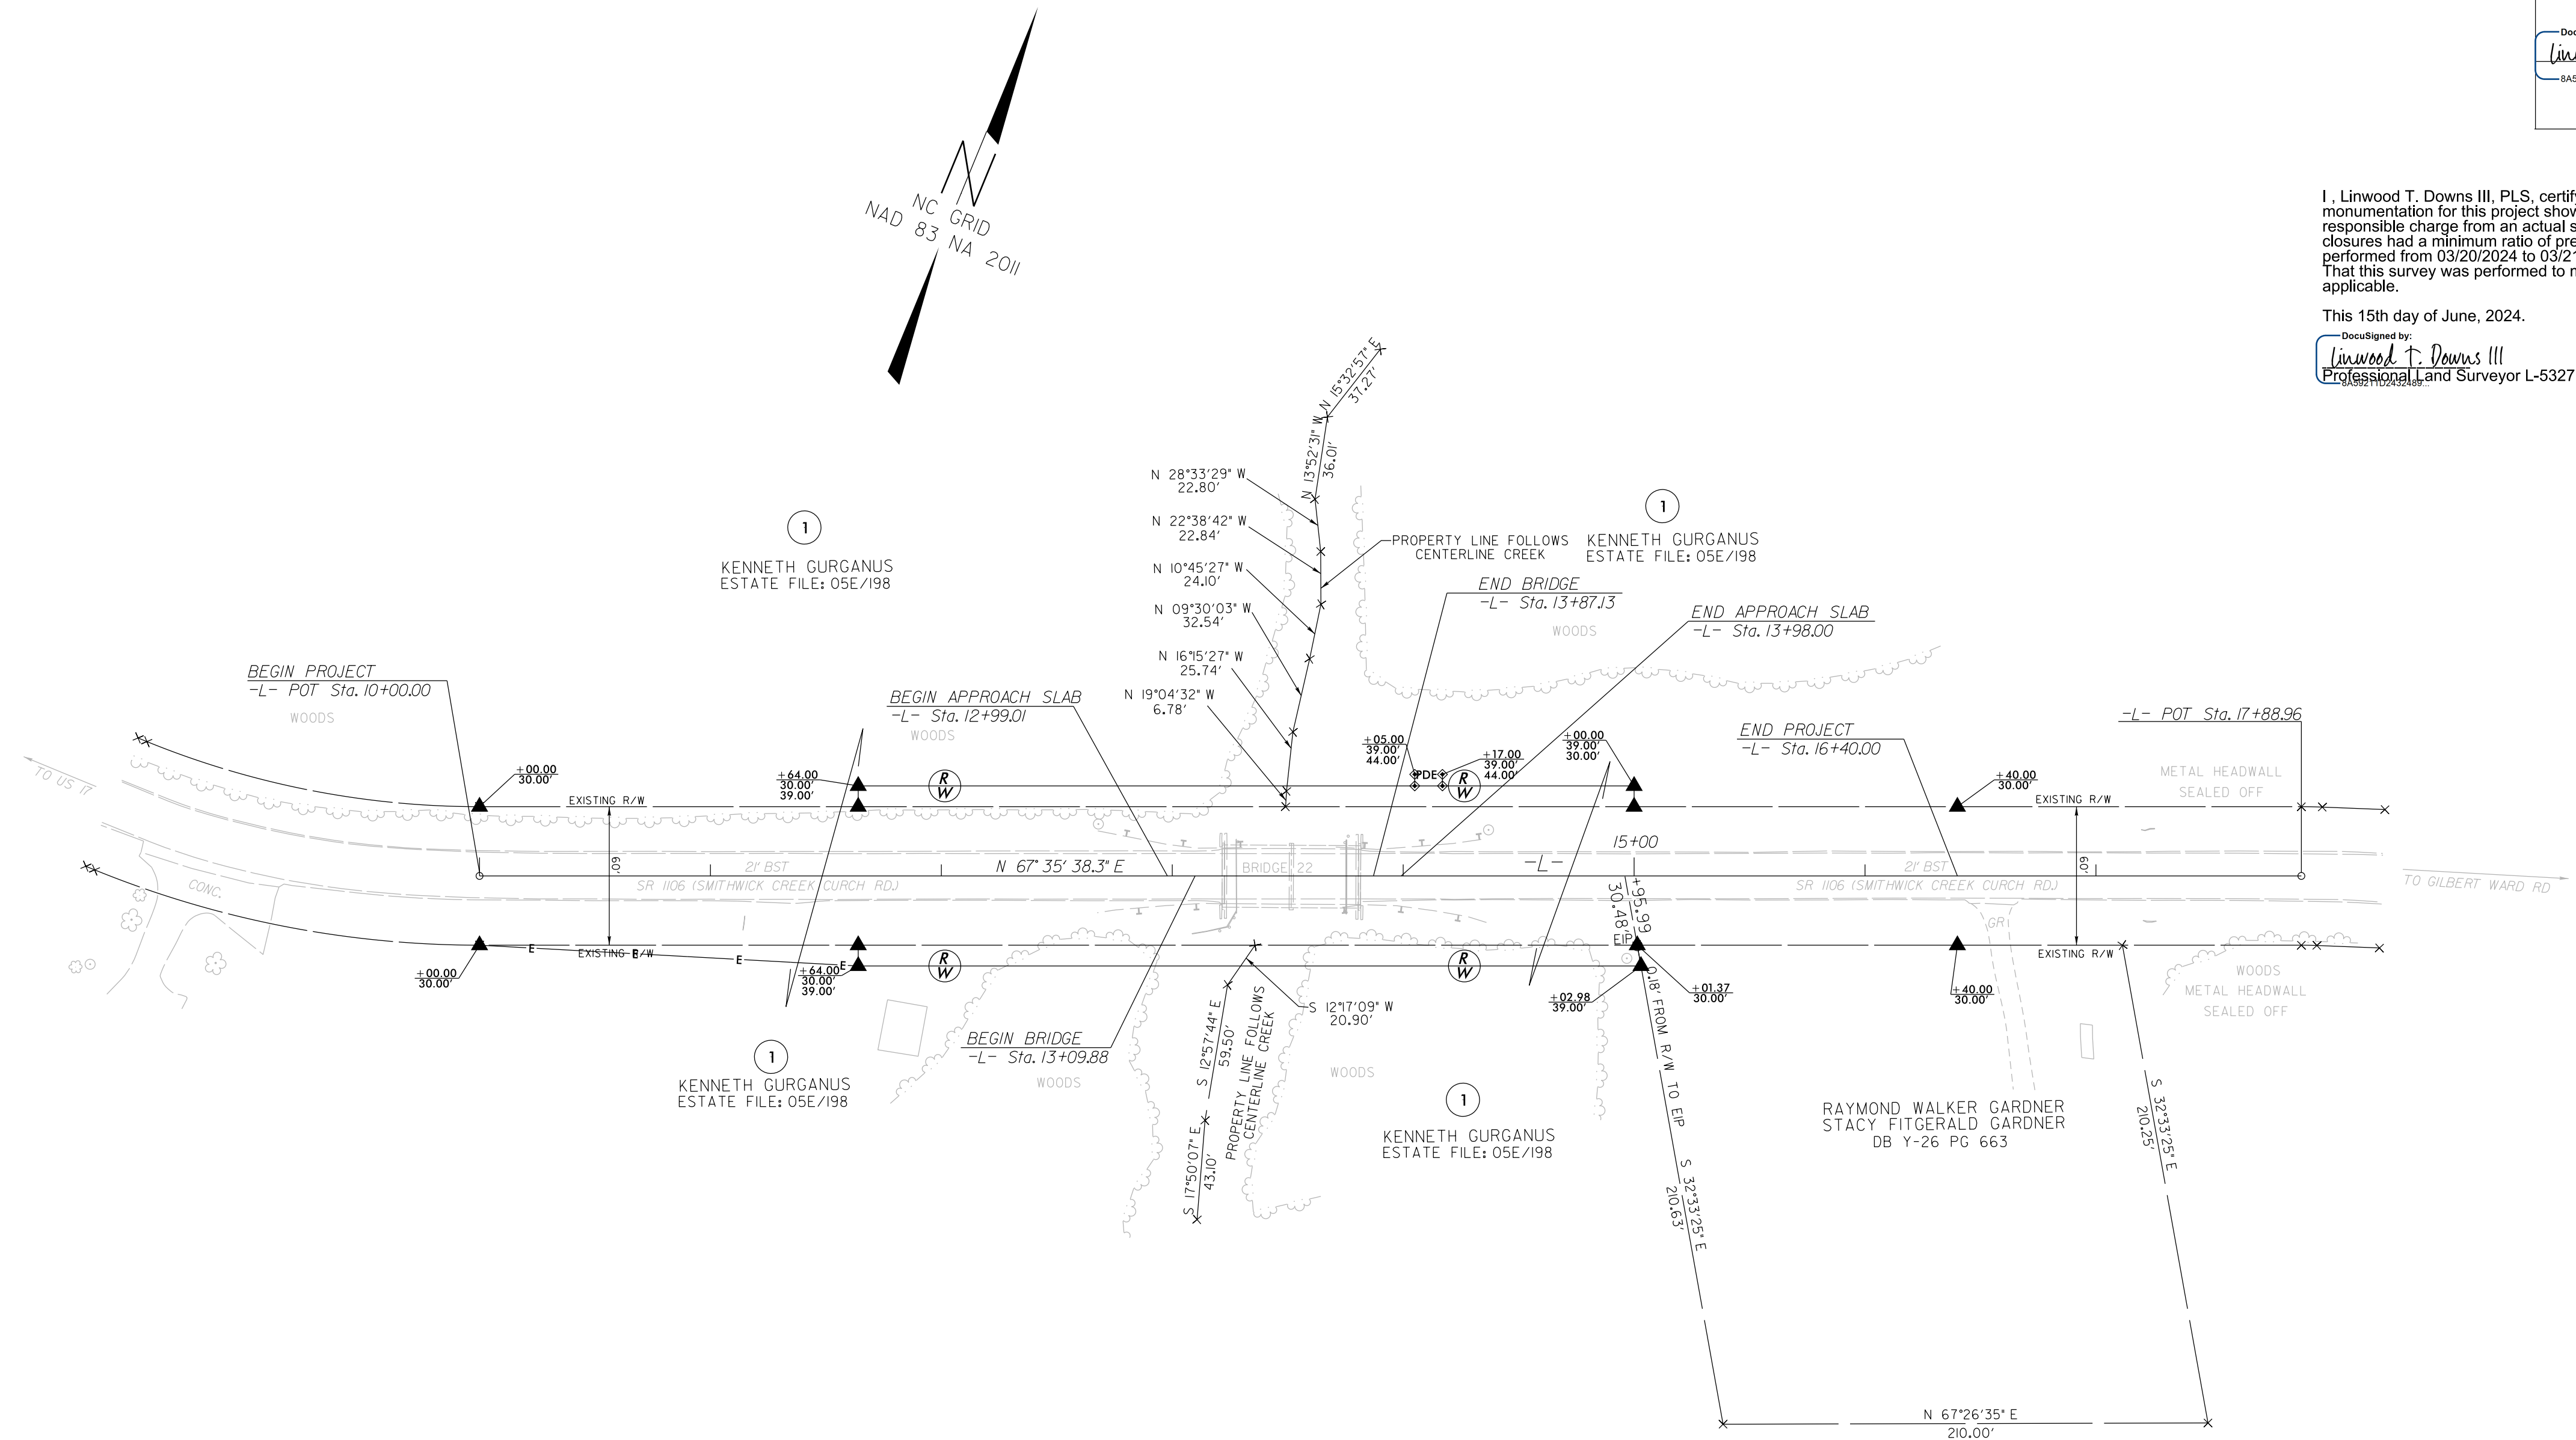 Doc
8A5
NC GRID
NAD 83 NA 2011
I , Linwood T. Downs III, PLS, certif
monumentation for this project show
responsible charge from an actual s
closures had a minimum ratio of pre
performed from 03/20/2024 to 03/21
That this survey was performed to m
applicable.
This 15th day of June, 2024.
DocuSigned by:
Linwood T. Downs III
Professional Land Surveyor L-5327
8A59211D2432489...
N 15°32'57" E
37.27'
N 13°52'31" W
36.01'
N 28°33'29" W
22.80'
N 22°38'42" W
22.84'
N 10°45'27" W
24.10'
N 09°30'03" W
32.54'
N 16°15'27" W
25.74'
N 19°04'32" W
6.78'
1
KENNETH GURGANUS
ESTATE FILE: 05E/198
PROPERTY LINE FOLLOWS
CENTERLINE CREEK
1
KENNETH GURGANUS
ESTATE FILE: 05E/198
END BRIDGE
-L- Sta. 13+87.13
WOODS
END APPROACH SLAB
-L- Sta. 13+98.00
BEGIN PROJECT
-L- POT Sta. 10+00.00
WOODS
BEGIN APPROACH SLAB
-L- Sta. 12+99.01
WOODS
END PROJECT
-L- Sta. 16+40.00
-L- POT Sta. 17+88.96
TO US 17
+00.00
30.00'
+64.00
30.00'
39.00'
R
W
+05.00
39.00'
44.00'
PDE
+17.00
39.00'
44.00'
R
W
+00.00
39.00'
30.00'
+40.00
30.00'
METAL HEADWALL
SEALED OFF
EXISTING R/W
EXISTING R/W
60'
21' BST
N 67° 35' 38.3" E
BRIDGE 22
-L-
15+00
21' BST
60'
CONC.
SR 1106 (SMITHWICK CREEK CURCH RD.)
SR 1106 (SMITHWICK CREEK CURCH RD.)
TO GILBERT WARD RD
+95.99
30.48'
EIP
GR
E
EXISTING R/W
E
E
E
EXISTING R/W
+00.00
30.00'
+64.00
30.00'
39.00'
R
W
R
W
+02.98
39.00'
+01.37
30.00'
+40.00
30.00'
WOODS
METAL HEADWALL
SEALED OFF
S 12°17'09" W
20.90'
S 12°57'44" E
59.50'
PROPERTY LINE FOLLOWS
CENTERLINE CREEK
S 17°50'07" E
43.10'
BEGIN BRIDGE
-L- Sta. 13+09.88
WOODS
WOODS
1
KENNETH GURGANUS
ESTATE FILE: 05E/198
1
KENNETH GURGANUS
ESTATE FILE: 05E/198
0.18' FROM R/W TO EIP
S 32°33'25" E
210.63'
RAYMOND WALKER GARDNER
STACY FITGERALD GARDNER
DB Y-26 PG 663
S 32°33'25" E
210.25'
N 67°26'35" E
210.00'